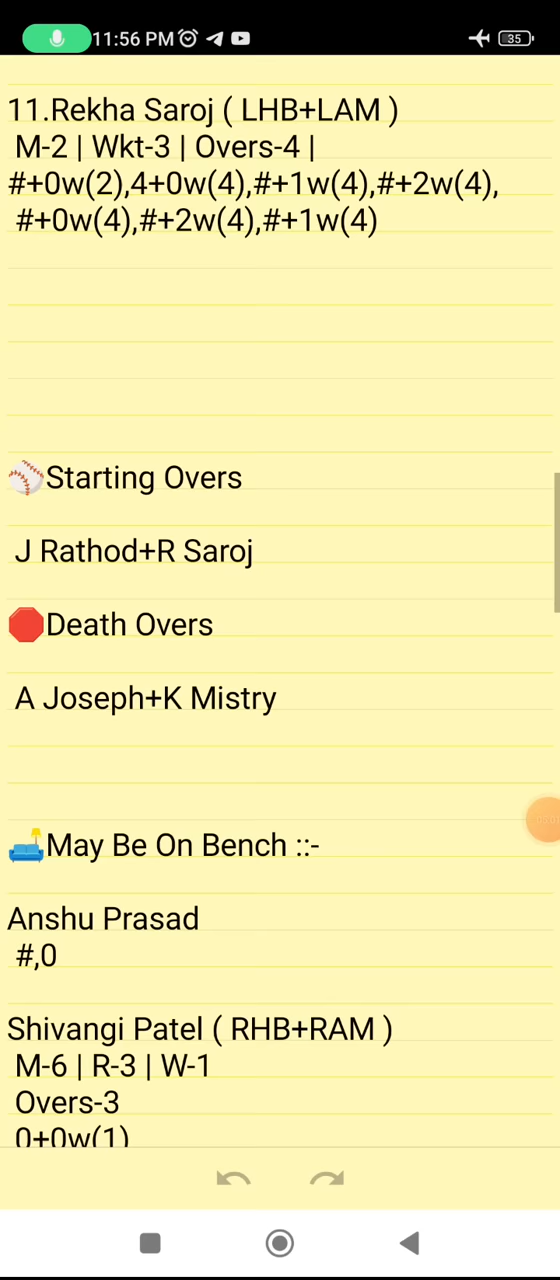 11:56 PM
35
11.Rekha Saroj ( LHB+LAM )
M-2 | Wkt-3 | Overs-4 |
#+0w(2),4+0w(4),#+1w(4),#+2w(4),
#+0w(4),#+2w(4),#+1w(4)
Starting Overs
J Rathod+R Saroj
Death Overs
A Joseph+K Mistry
May Be On Bench ::-
Anshu Prasad
#,0
Shivangi Patel ( RHB+RAM )
M-6 | R-3 | W-1
Overs-3
0+0w(1)